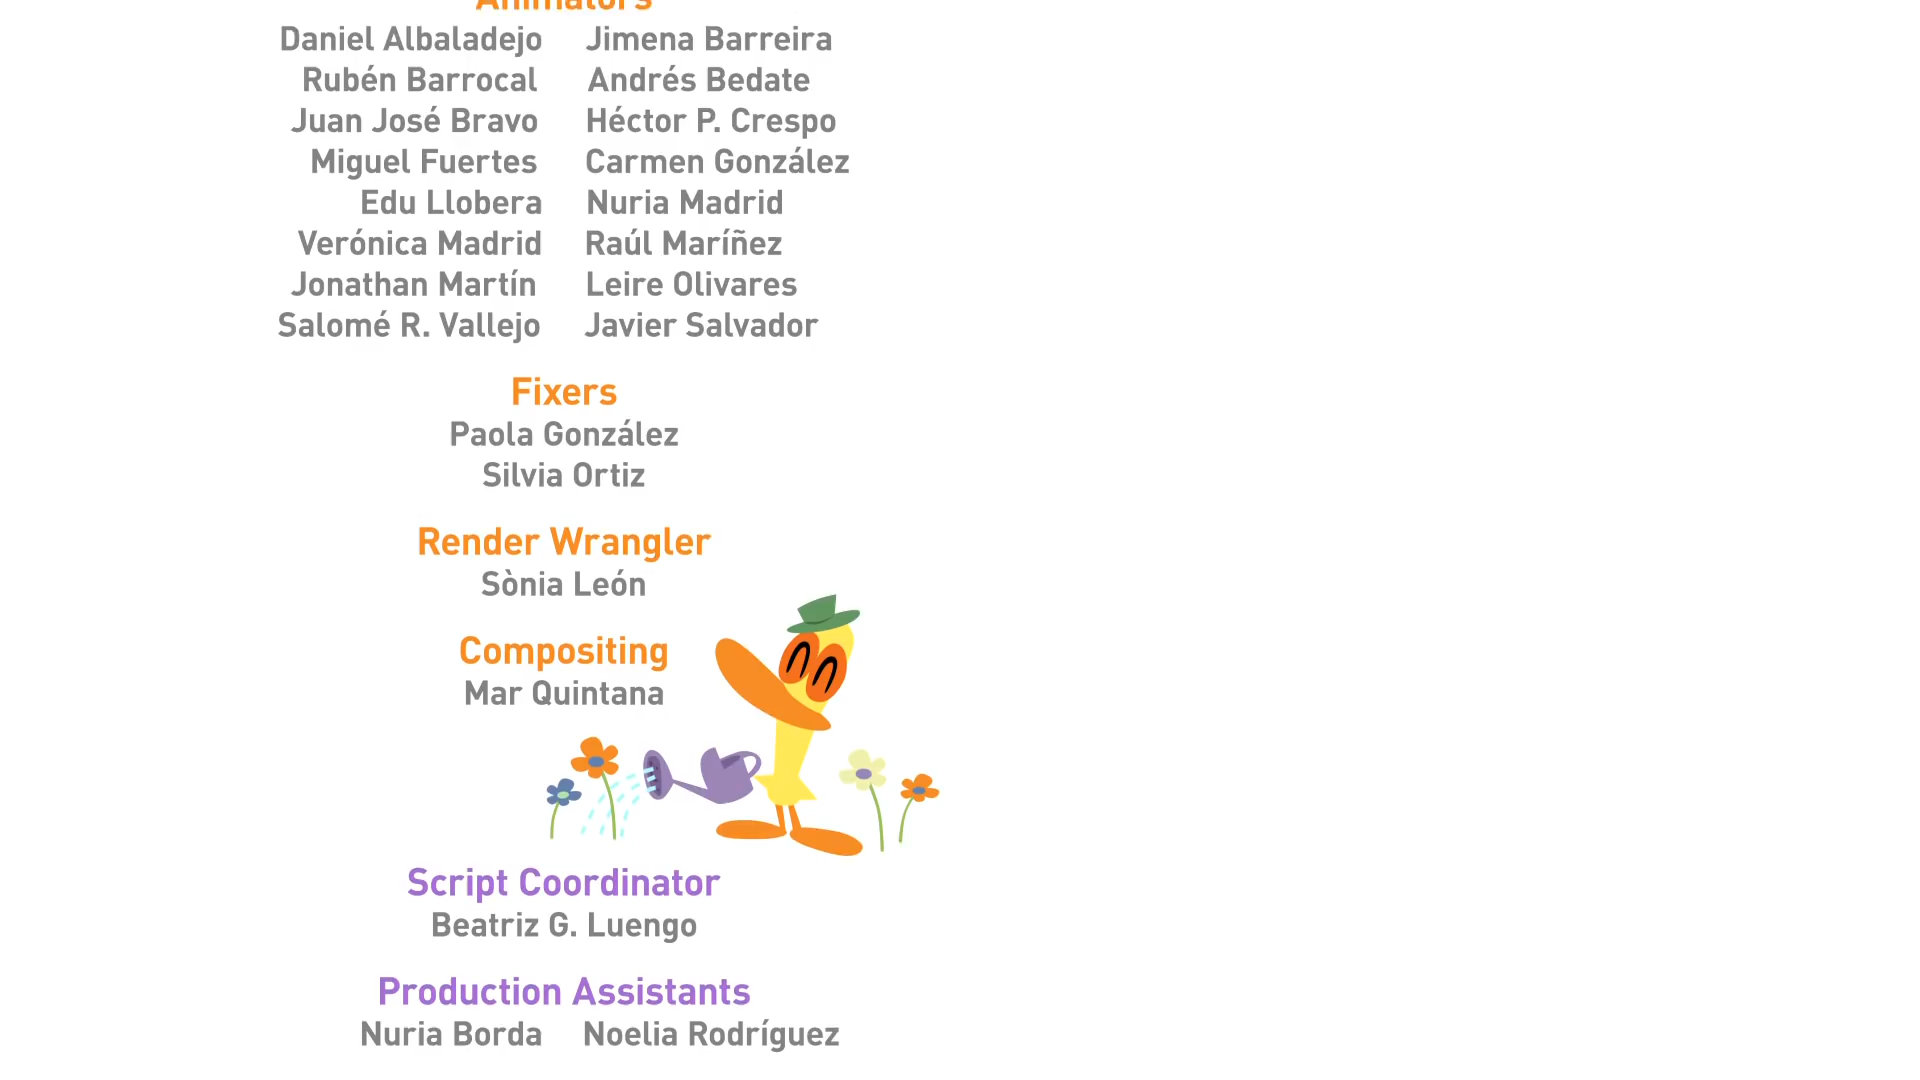 Animators
Daniel Albaladejo Jimena Barreira
Rubén Barrocal Andrés Bedate
Juan José Bravo Héctor P. Crespo
Miguel Fuertes Carmen González
Edu Llobera Nuria Madrid
Verónica Madrid Raúl Maríñez
Jonathan Martín Leire Olivares
Salomé R. Vallejo Javier Salvador
Fixers
Paola González
Silvia Ortiz
Render Wrangler
Sònia León
Compositing
Mar Quintana
Script Coordinator
Beatriz G. Luengo
Production Assistants
Nuria Borda Noelia Rodríguez